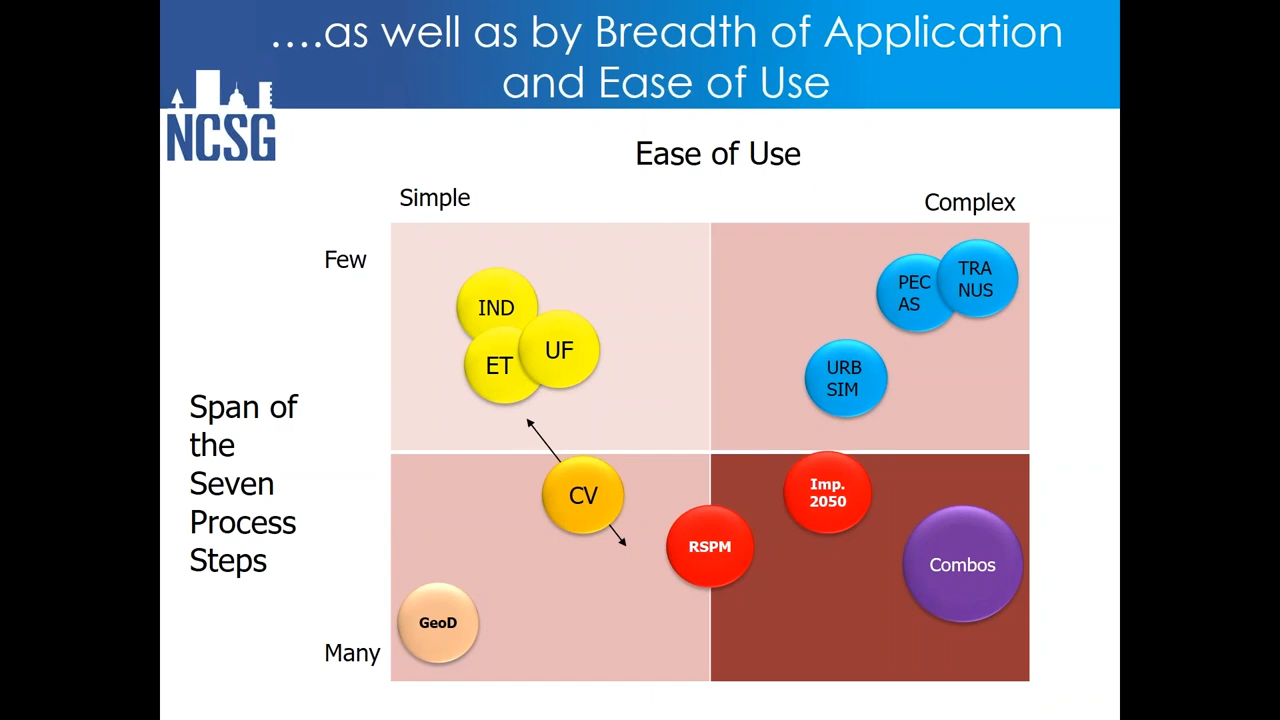 ....as well as by Breadth of Application
and Ease of Use
NCSG
Ease of Use
Simple
Complex
Few
IND
ET
UF
PEC
AS
TRA
NUS
URB
SIM
Span of
the
Seven
Process
Steps
CV
Imp.
2050
RSPM
Combos
GeoD
Many